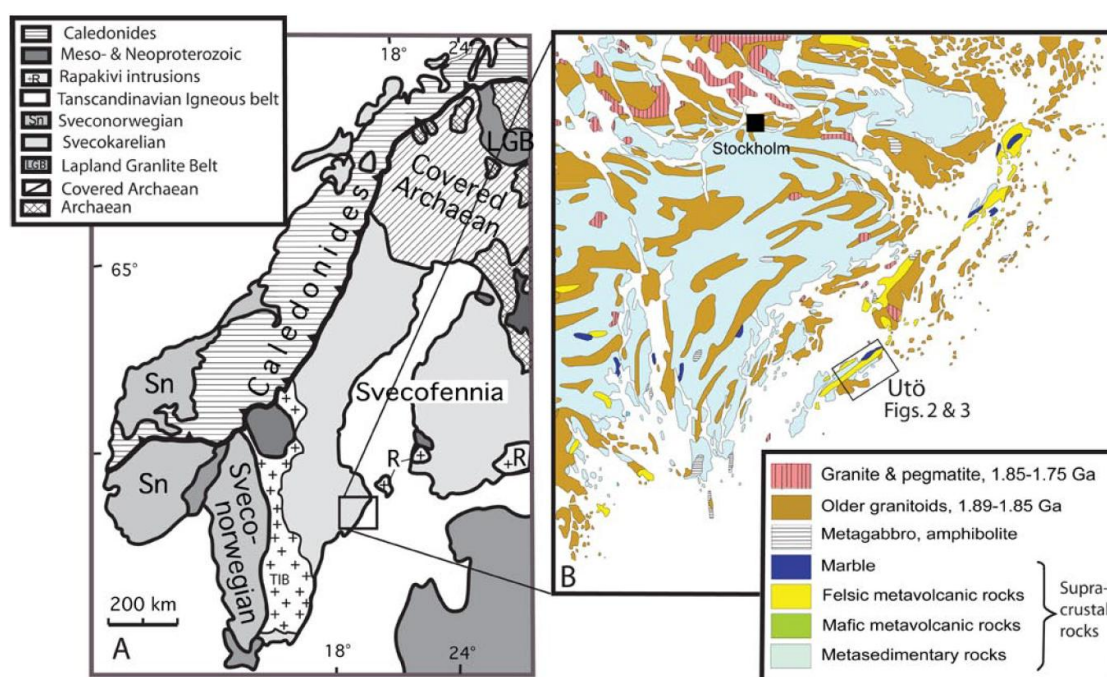 Caledonides
Meso- & Neoproterozoic
+R Rapakivi intrusions
Tanscandinavian Igneous belt
Sn Sveconorwegian
Svecokarelian
LGB Lapland Granlite Belt
Covered Archaean
Archaean
18°
24°
65°
LGB
Covered
Archaean
Caledonides
Svecofennia
Sn
Sn
Sveco-
norwegian
TIB
R
R
+R
200 km
A
18°
24°
Stockholm
Utö
Figs. 2 & 3
B
Granite & pegmatite, 1.85-1.75 Ga
Older granitoids, 1.89-1.85 Ga
Metagabbro, amphibolite
Marble
Felsic metavolcanic rocks
Mafic metavolcanic rocks
Metasedimentary rocks
Supra-
crustal
rocks